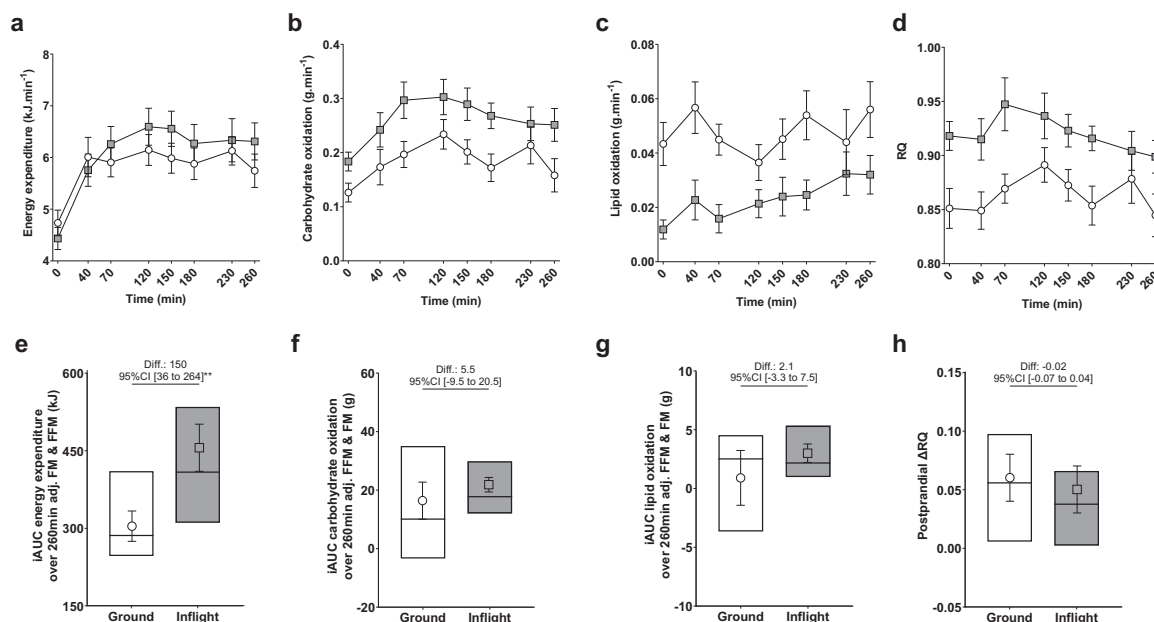 a
b
c
d
Energy expenditure (kJ.min⁻¹)
8
7
6
5
4
0
40
70
120
150
180
230
260
Time (min)
Carbohydrate oxidation (g.min⁻¹)
0.4
0.3
0.2
0.1
0.0
0
40
70
120
150
180
230
260
Time (min)
Lipid oxidation (g.min⁻¹)
0.08
0.06
0.04
0.02
0.00
0
40
70
120
150
180
230
260
Time (min)
RQ
1.00
0.95
0.90
0.85
0.80
0
40
70
120
150
180
230
260
Time (min)
e
f
g
h
Diff.: 150
95%CI [36 to 264]**
iAUC energy expenditure
over 260min adj. FM & FFM (kJ)
600
450
300
150
Ground
Inflight
Diff.: 5.5
95%CI [-9.5 to 20.5]
iAUC carbohydrate oxidation
over 260min adj. FFM & FM (g)
60
40
20
0
-20
Ground
Inflight
Diff.: 2.1
95%CI [-3.3 to 7.5]
iAUC lipid oxidation
over 260min adj. FFM & FM (g)
10
5
0
-5
-10
Ground
Inflight
Diff: -0.02
95%CI [-0.07 to 0.04]
Postprandial ΔRQ
0.15
0.10
0.05
0.00
-0.05
Ground
Inflight